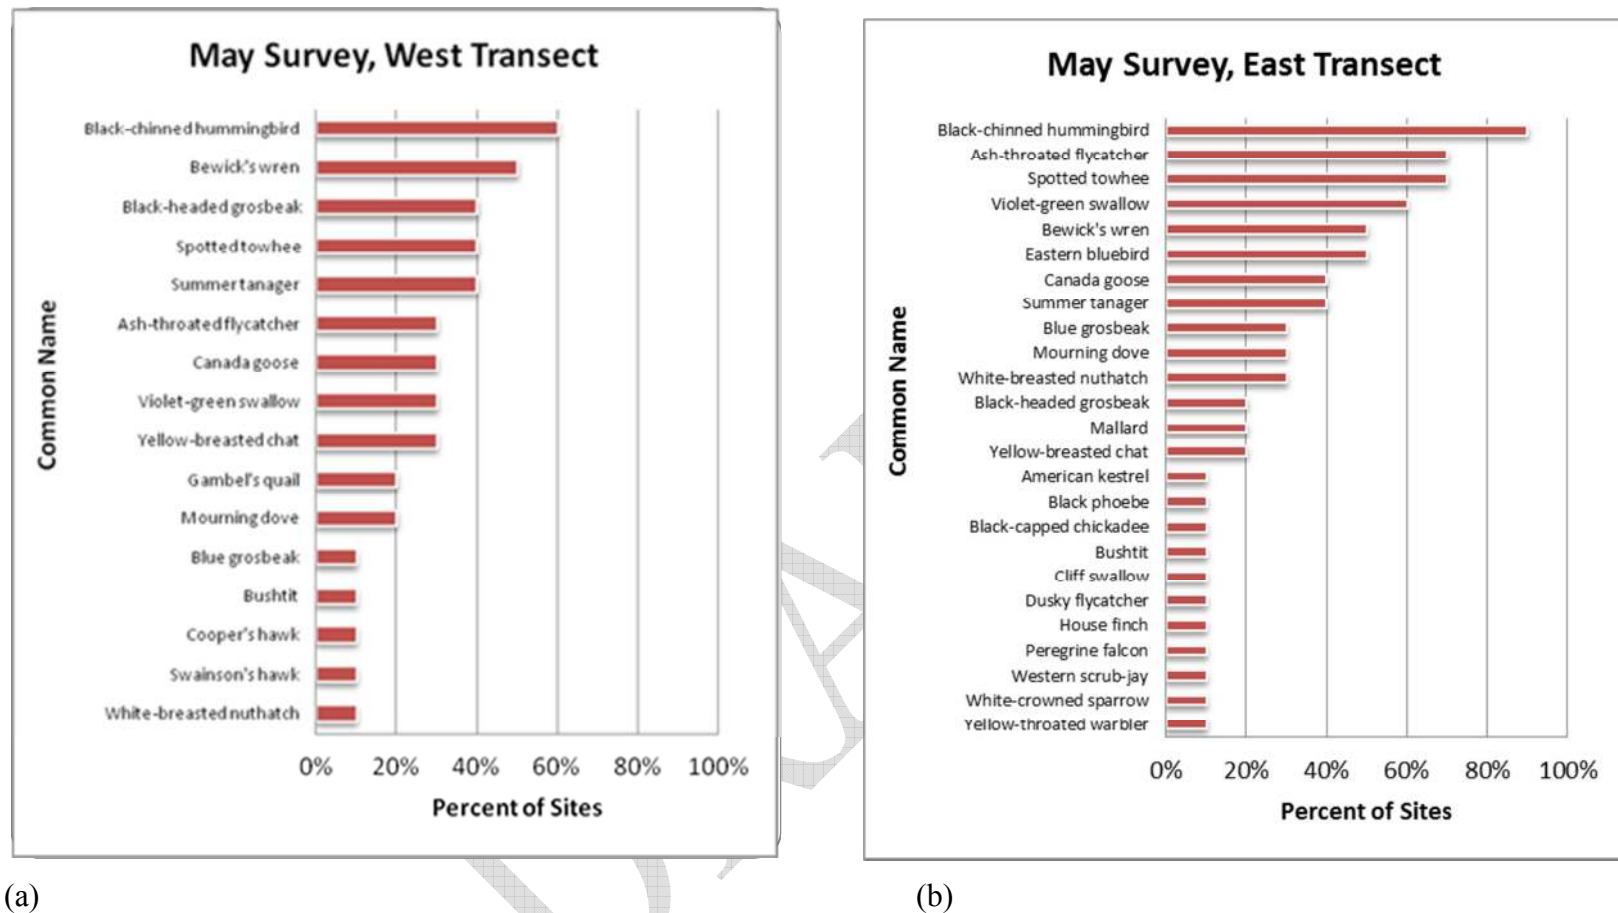 May Survey, West Transect
Common Name
Black-chinned hummingbird
Bewick's wren
Black-headed grosbeak
Spotted towhee
Summer tanager
Ash-throated flycatcher
Canada goose
Violet-green swallow
Yellow-breasted chat
Gambel's quail
Mourning dove
Blue grosbeak
Bushtit
Cooper's hawk
Swainson's hawk
White-breasted nuthatch
0% 20% 40% 60% 80% 100%
Percent of Sites
(a)
May Survey, East Transect
Common Name
Black-chinned hummingbird
Ash-throated flycatcher
Spotted towhee
Violet-green swallow
Bewick's wren
Eastern bluebird
Canada goose
Summer tanager
Blue grosbeak
Mourning dove
White-breasted nuthatch
Black-headed grosbeak
Mallard
Yellow-breasted chat
American kestrel
Black phoebe
Black-capped chickadee
Bushtit
Cliff swallow
Dusky flycatcher
House finch
Peregrine falcon
Western scrub-jay
White-crowned sparrow
Yellow-throated warbler
0% 20% 40% 60% 80% 100%
Percent of Sites
(b)